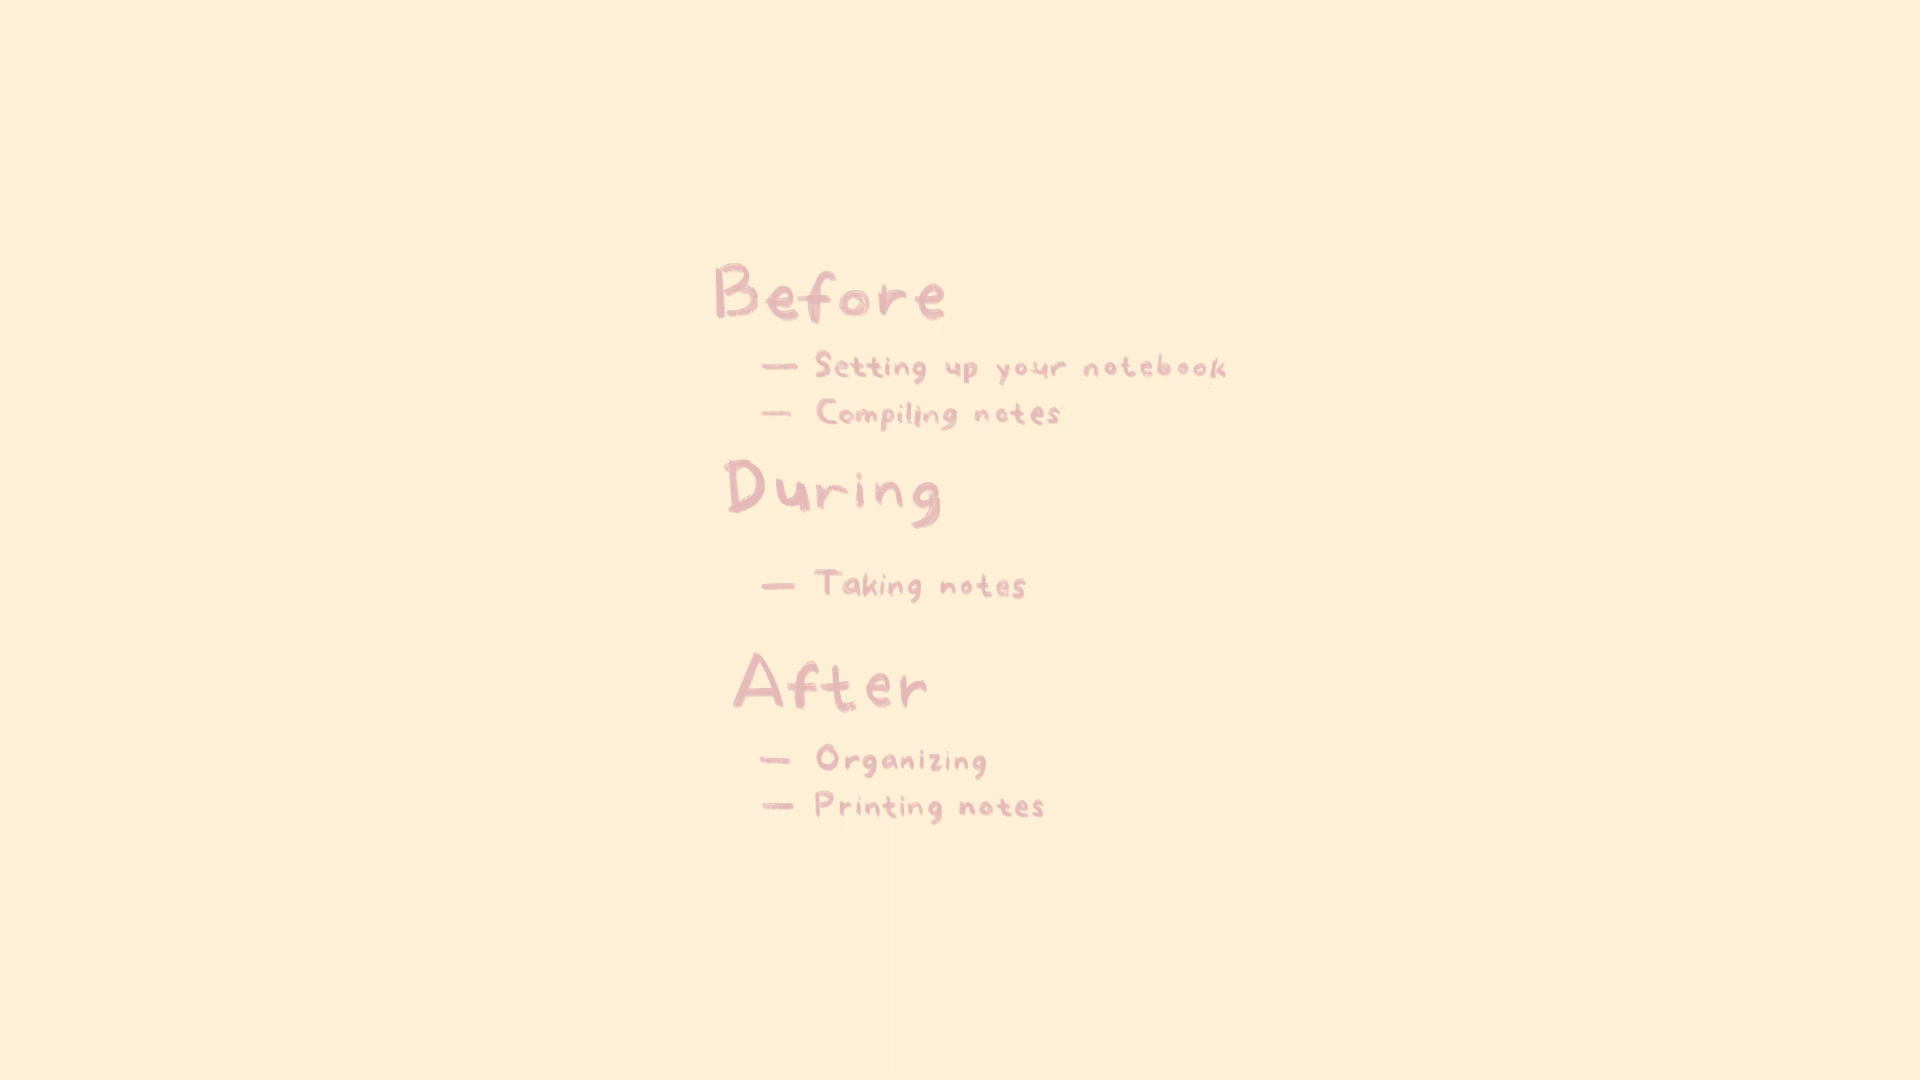 Before
— Setting up your notebook
— Compiling notes
During
— Taking notes
After
— Organizing
— Printing notes